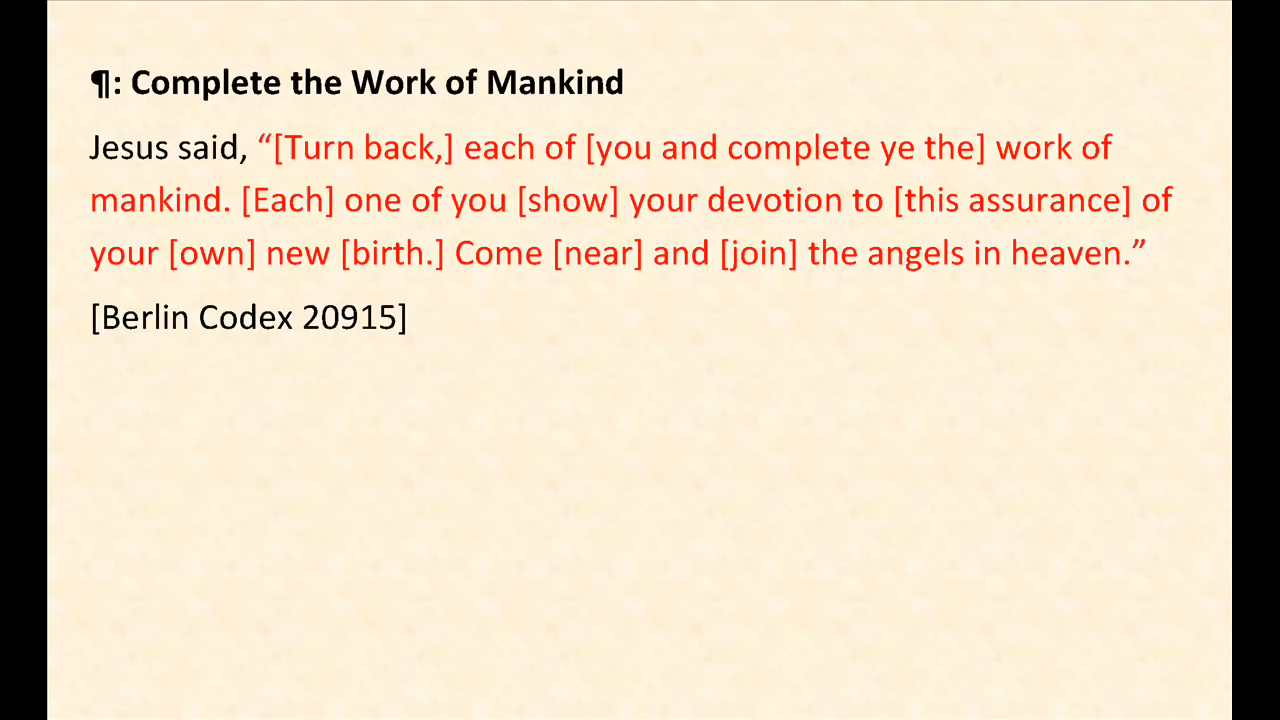 ¶: Complete the Work of Mankind
Jesus said, “[Turn back,] each of [you and complete ye the] work of
mankind. [Each] one of you [show] your devotion to [this assurance] of
your [own] new [birth.] Come [near] and [join] the angels in heaven.”
[Berlin Codex 20915]